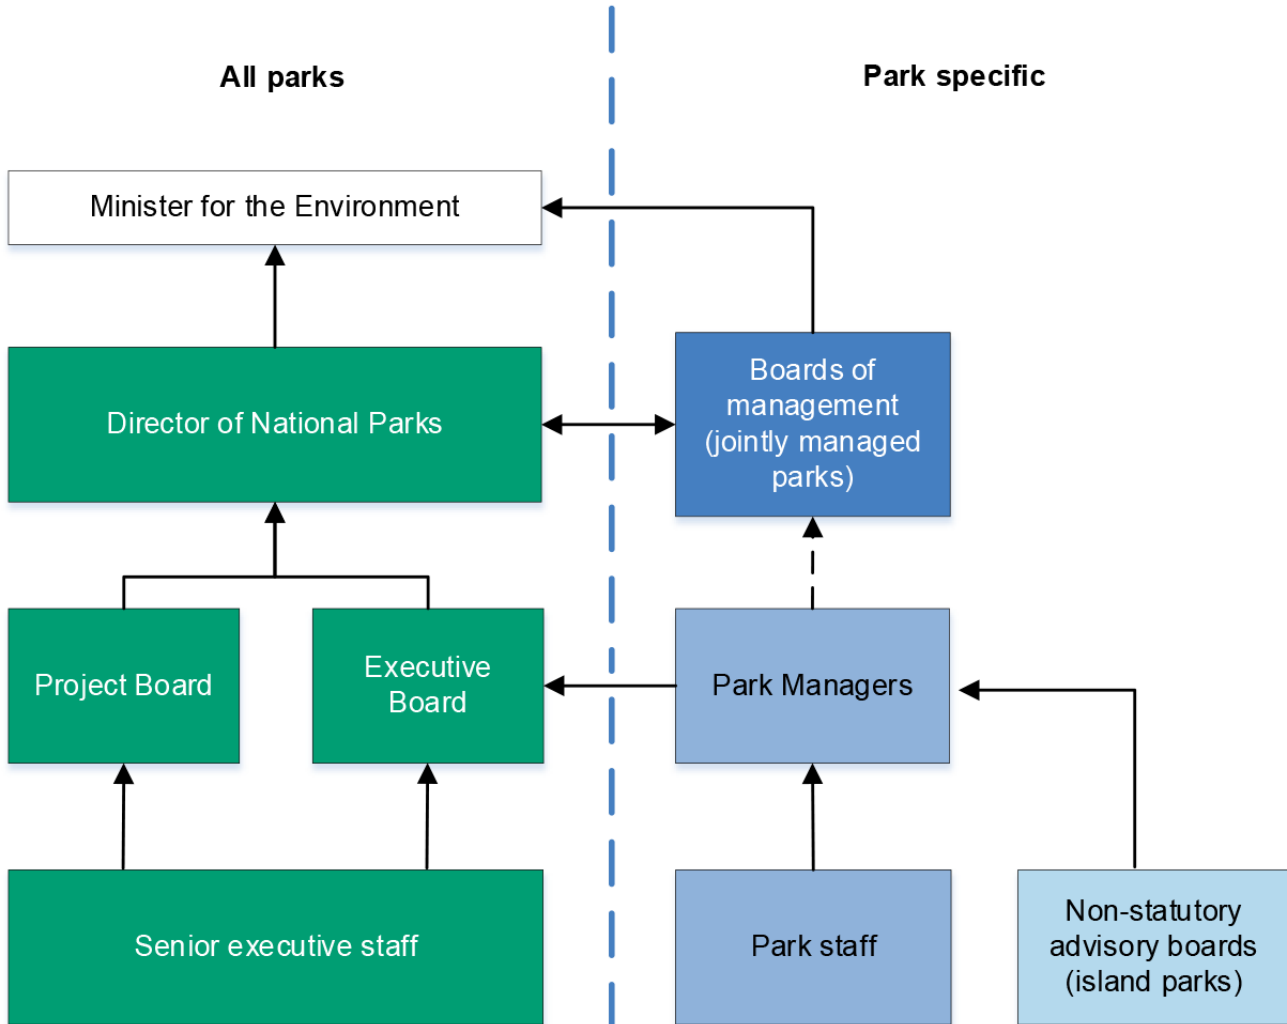 All parks
Park specific
Minister for the Environment
Director of National Parks
Boards of
management
(jointly managed
parks)
Project Board
Executive
Board
Park Managers
Senior executive staff
Park staff
Non-statutory
advisory boards
(island parks)